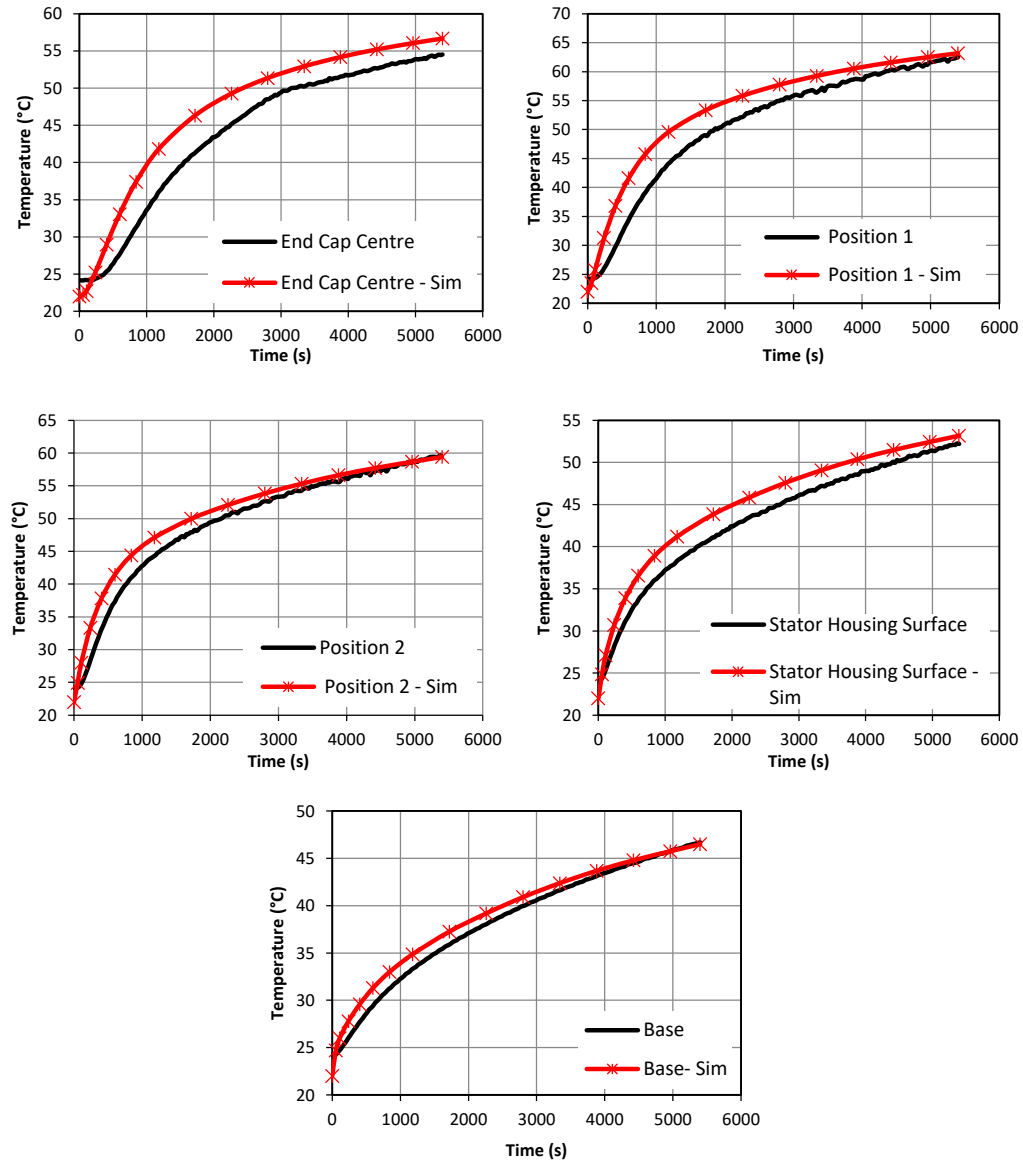 60
55
50
45
40
35
30
25
20
0 1000 2000 3000 4000 5000 6000
Temperature (°C)
Time (s)
End Cap Centre
End Cap Centre - Sim
70
65
60
55
50
45
40
35
30
25
20
0 1000 2000 3000 4000 5000 6000
Temperature (°C)
Time (s)
Position 1
Position 1 - Sim
65
60
55
50
45
40
35
30
25
20
0 1000 2000 3000 4000 5000 6000
Temperature (°C)
Time (s)
Position 2
Position 2 - Sim
55
50
45
40
35
30
25
20
0 1000 2000 3000 4000 5000 6000
Temperature (°C)
Time (s)
Stator Housing Surface
Stator Housing Surface -
Sim
50
45
40
35
30
25
20
0 1000 2000 3000 4000 5000 6000
Temperature (°C)
Time (s)
Base
Base- Sim